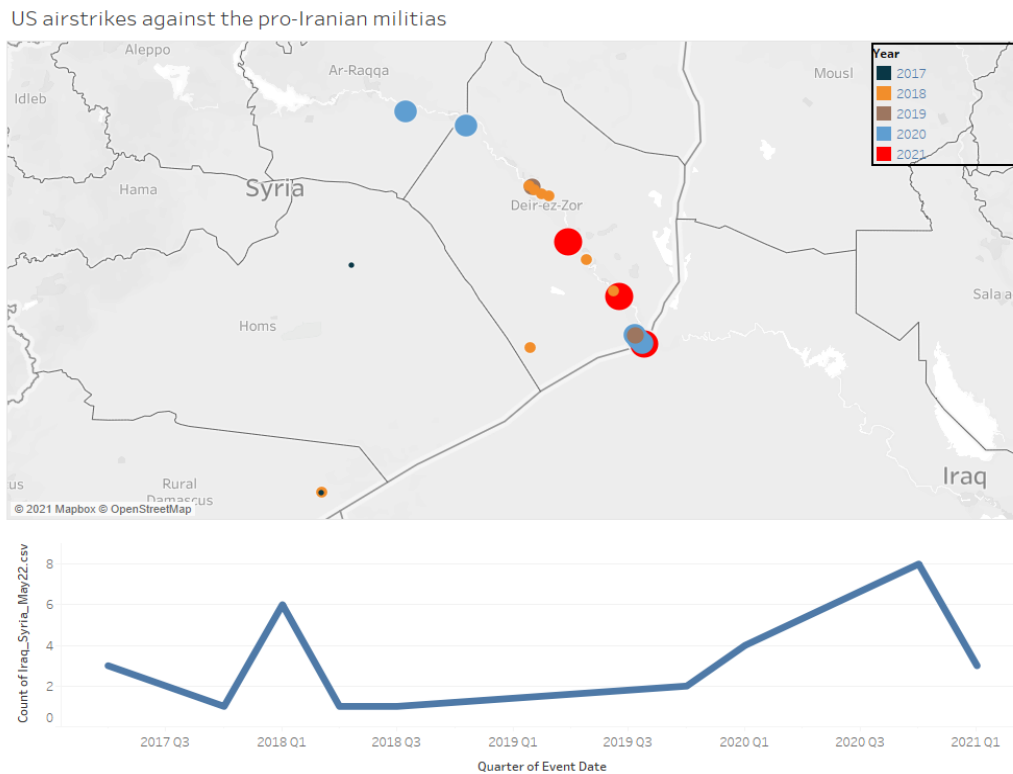 US airstrikes against the pro-Iranian militias
Aleppo
Ar-Raqqa
Mousl
Idleb
Year
2017
2018
2019
2020
2021
Hama
Syria
Deir-ez-Zor
Homs
Sala a
Iraq
us
Rural
Damascus
© 2021 Mapbox © OpenStreetMap
Count of Iraq_Syria_May22.csv
8
6
4
2
0
2017 Q3
2018 Q1
2018 Q3
2019 Q1
2019 Q3
2020 Q1
2020 Q3
2021 Q1
Quarter of Event Date